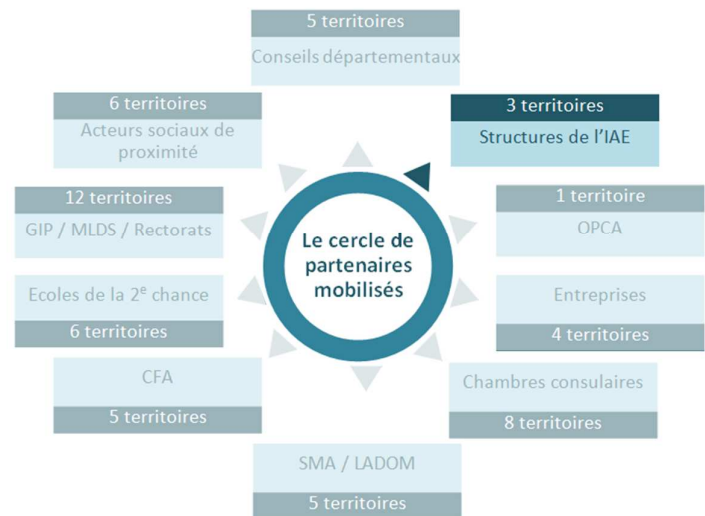 5 territoires
Conseils départementaux
6 territoires
Acteurs sociaux de
proximité
3 territoires
Structures de l'IAE
12 territoires
GIP / MLDS / Rectorats
1 territoire
OPCA
Le cercle de
partenaires
mobilisés
Ecoles de la 2e chance
6 territoires
Entreprises
4 territoires
CFA
5 territoires
Chambres consulaires
8 territoires
SMA / LADOM
5 territoires